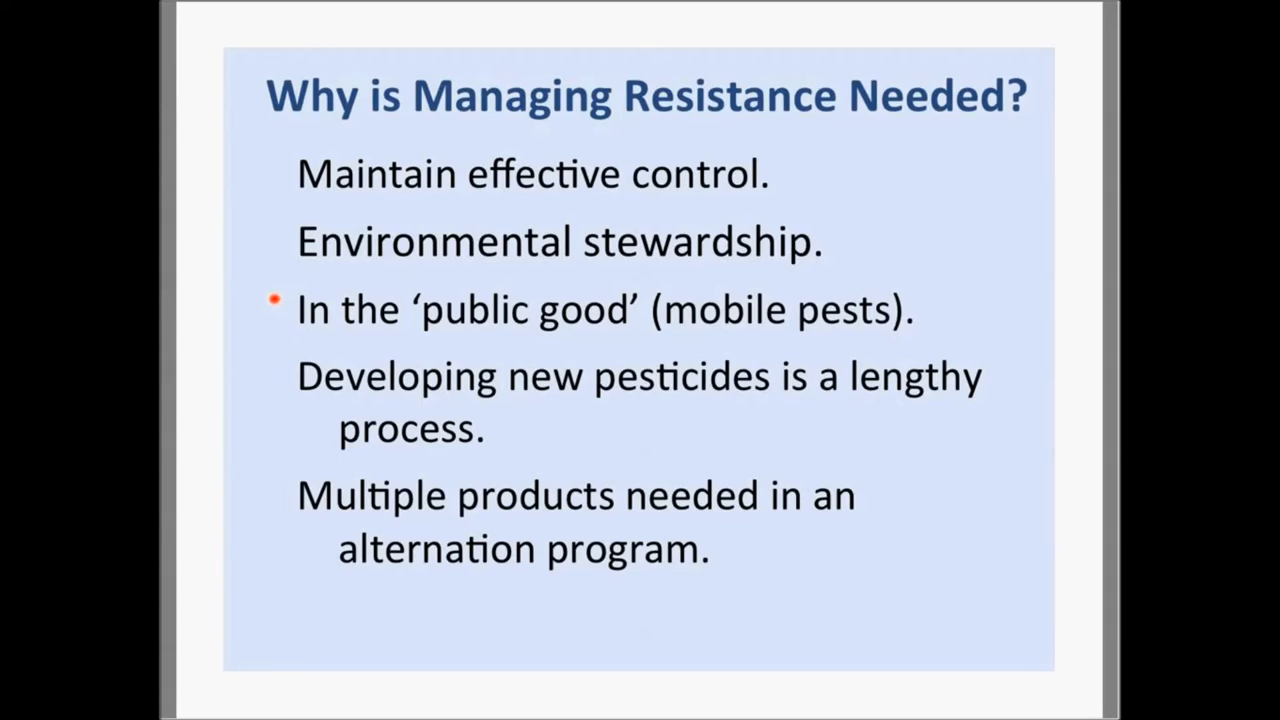 Why is Managing Resistance Needed?
Maintain effective control.
Environmental stewardship.
In the ‘public good’ (mobile pests).
Developing new pesticides is a lengthy
process.
Multiple products needed in an
alternation program.